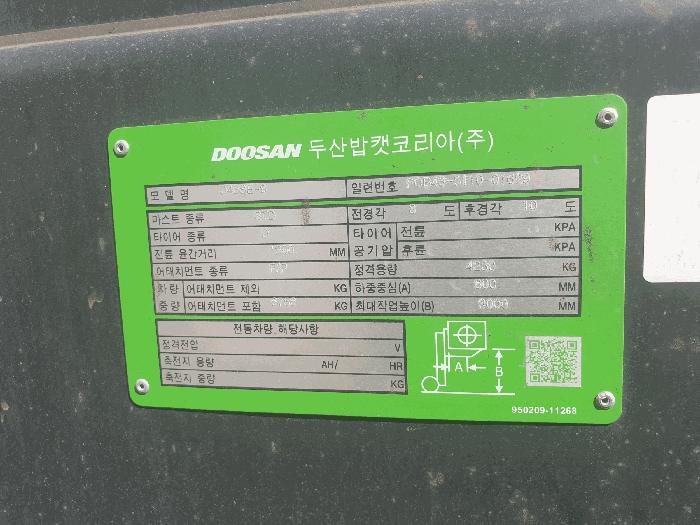 DOOSAN 두산밥캣코리아(주)
모 델 명 일련번호
마스트 종류 전경각 도 후경각 10 도
타이어 종류 타이어 전륜 KPA
전륜 윤간거리 MM 공기압 후륜 KPA
어태치먼트 종류 정격용량 KG
차량 어태치먼트 제외 KG 하중중심(A) 600 MM
중량 어태치먼트 포함 KG 최대작업높이(B) MM
전동차량, 해당사항
정격전압 V
축전지 용량 AH/ HR
축전지 중량 KG
A
B
950209-11268